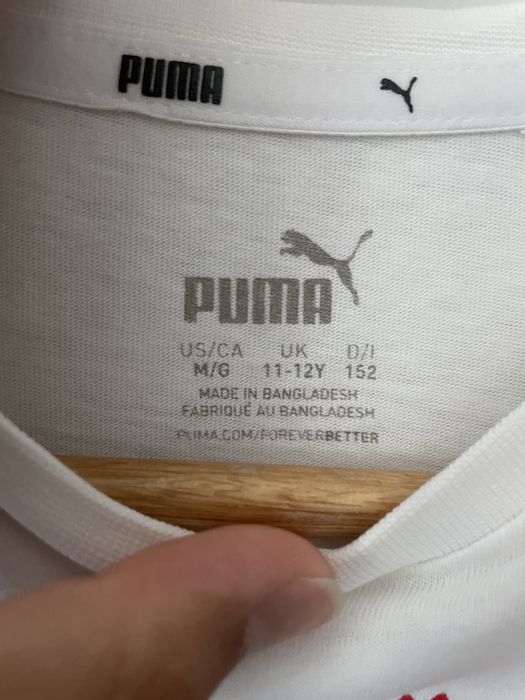 PUMA
PUMA
US/CA UK D/I
M/G 11-12Y 152
MADE IN BANGLADESH
FABRIQUÉ AU BANGLADESH
PUMA.COM/FOREVERBETTER